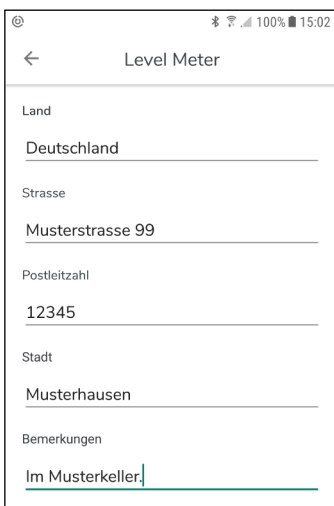 100% 15:02
Level Meter
Land
Deutschland
Strasse
Musterstrasse 99
Postleitzahl
12345
Stadt
Musterhausen
Bemerkungen
Im Musterkeller.